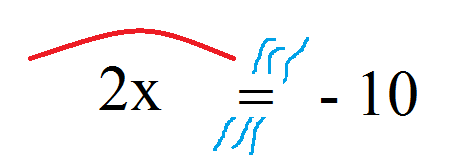 2x = - 10